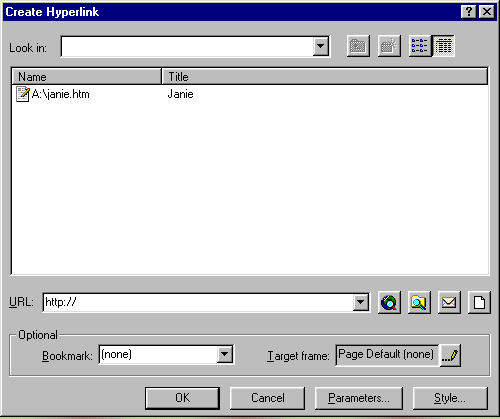 Create Hyperlink
Look in:
Name Title
A:\janie.htm Janie
URL: http://
Optional
Bookmark: (none) Target frame: Page Default (none)
OK Cancel Parameters... Style...